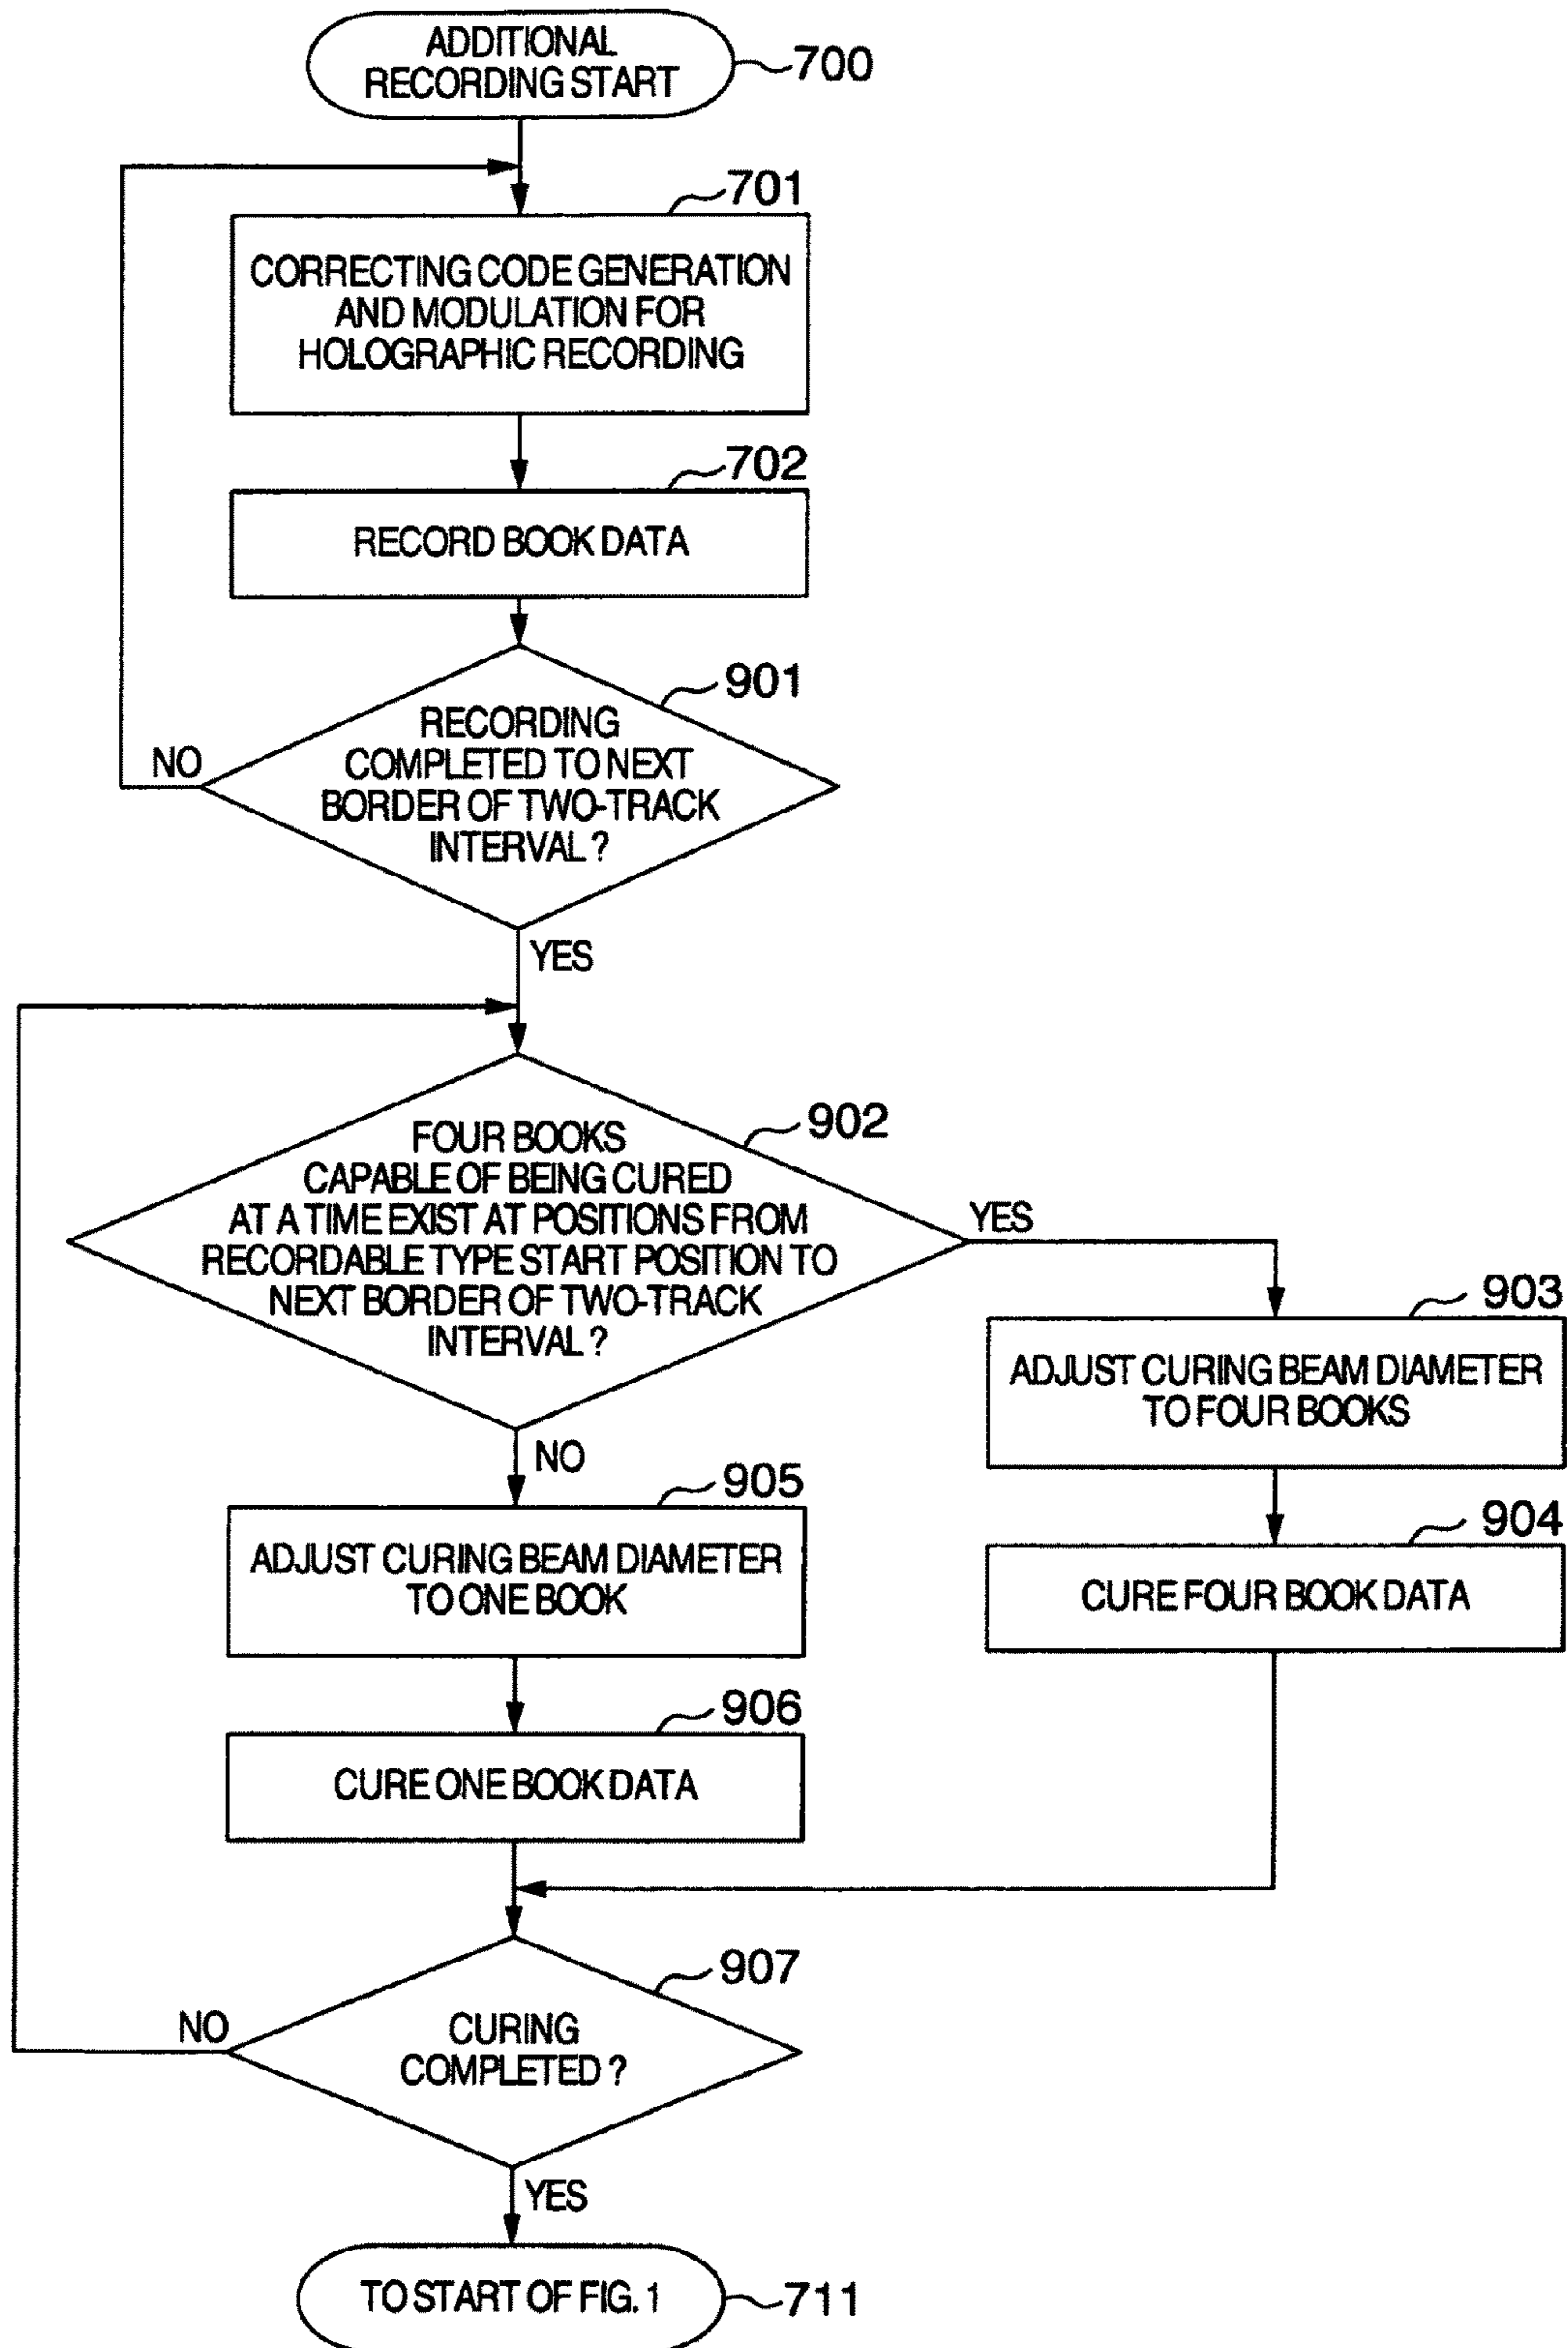 ADDITIONAL
RECORDING START
700
701
CORRECTING CODE GENERATION
AND MODULATION FOR
HOLOGRAPHIC RECORDING
702
RECORD BOOK DATA
901
RECORDING
COMPLETED TO NEXT
BORDER OF TWO-TRACK
INTERVAL ?
NO
YES
902
FOUR BOOKS
CAPABLE OF BEING CURED
AT A TIME EXIST AT POSITIONS FROM
RECORDABLE TYPE START POSITION TO
NEXT BORDER OF TWO-TRACK
INTERVAL ?
YES
NO
903
ADJUST CURING BEAM DIAMETER
TO FOUR BOOKS
904
CURE FOUR BOOK DATA
905
ADJUST CURING BEAM DIAMETER
TO ONE BOOK
906
CURE ONE BOOK DATA
907
CURING
COMPLETED ?
NO
YES
TO START OF FIG. 1
711